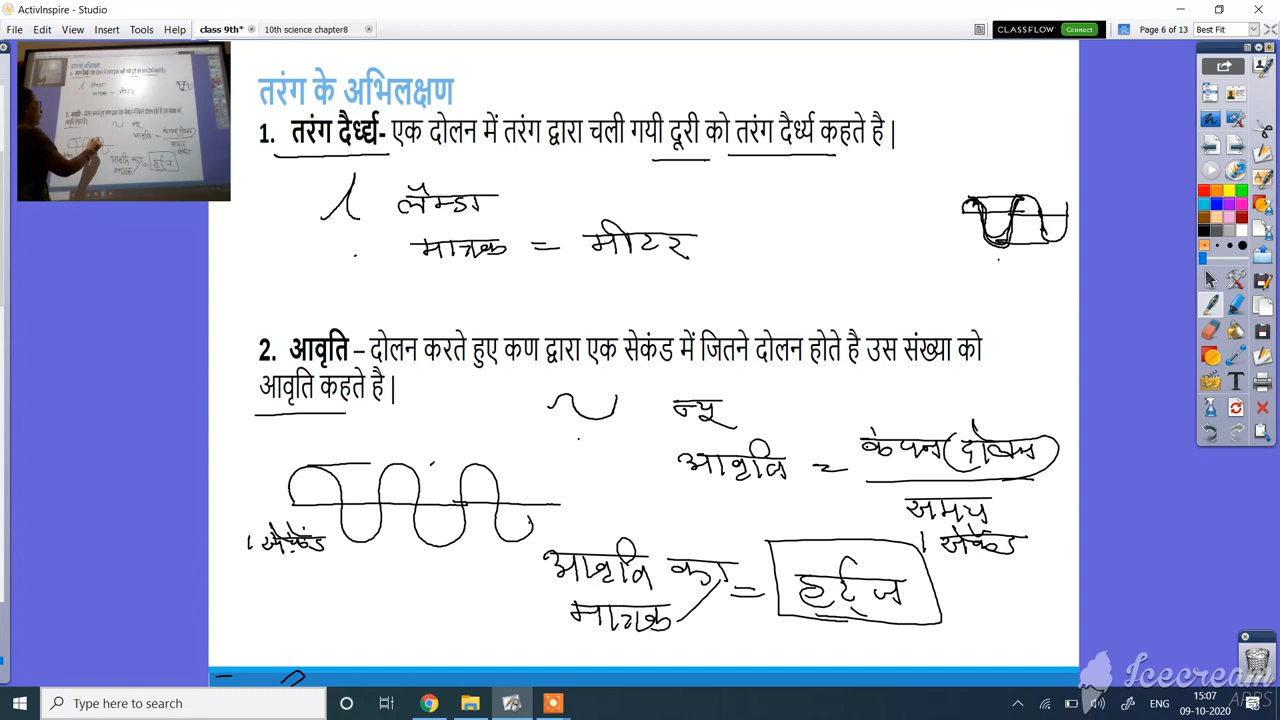 ActivInspire - Studio
File Edit View Insert Tools Help class 9th* 10th science chapter8 CLASSFLOW Connect Page 6 of 13 Best Fit
तरंग के अभिलक्षण
1. तरंग दैर्ध्य- एक दोलन में तरंग द्वारा चली गयी दूरी को तरंग दैर्ध्य कहते है|
λ लैम्डा
मात्रक = मीटर
2. आवृति – दोलन करते हुए कण द्वारा एक सेकंड में जितने दोलन होते है उस संख्या को
आवृति कहते है|
न्यू
आवृति = कंपन (दोलन)
समय
1 सेकंड
1 सेकेंड
आवृति का
मात्रक = हर्टज
Icecream
APPS
Type here to search
ENG
15:07
09-10-2020